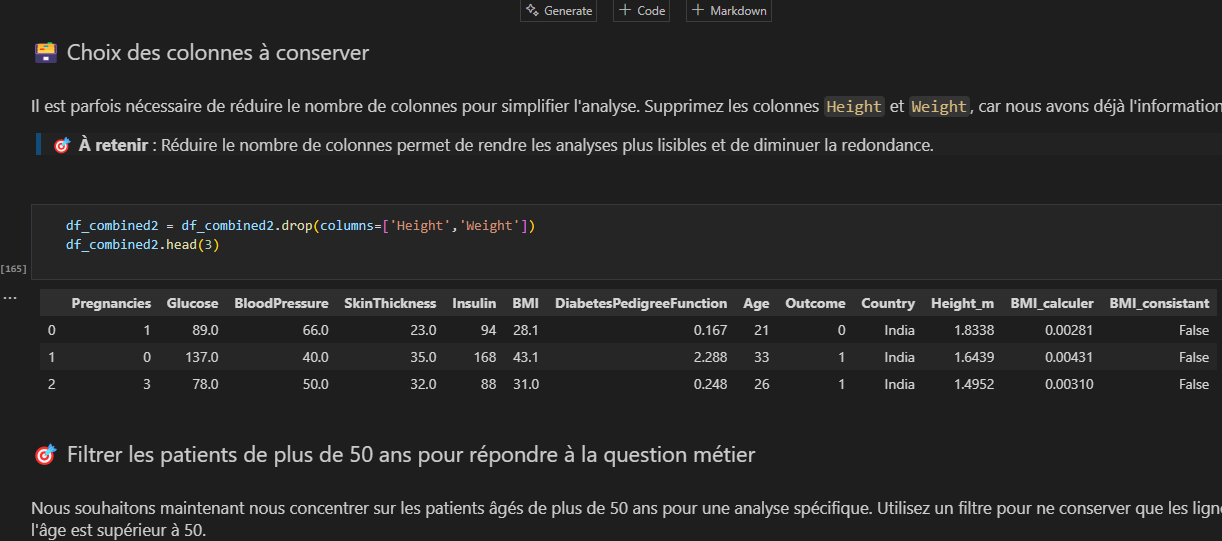 Generate + Code + Markdown
Choix des colonnes à conserver
Il est parfois nécessaire de réduire le nombre de colonnes pour simplifier l'analyse. Supprimez les colonnes Height et Weight, car nous avons déjà l'information
À retenir : Réduire le nombre de colonnes permet de rendre les analyses plus lisibles et de diminuer la redondance.
df_combined2 = df_combined2.drop(columns=['Height','Weight'])
df_combined2.head(3)
[165]
...
Pregnancies Glucose BloodPressure SkinThickness Insulin BMI DiabetesPedigreeFunction Age Outcome Country Height_m BMI_calculer BMI_consistant
0 1 89.0 66.0 23.0 94 28.1 0.167 21 0 India 1.8338 0.00281 False
1 0 137.0 40.0 35.0 168 43.1 2.288 33 1 India 1.6439 0.00431 False
2 3 78.0 50.0 32.0 88 31.0 0.248 26 1 India 1.4952 0.00310 False
Filtrer les patients de plus de 50 ans pour répondre à la question métier
Nous souhaitons maintenant nous concentrer sur les patients âgés de plus de 50 ans pour une analyse spécifique. Utilisez un filtre pour ne conserver que les ligne
l'âge est supérieur à 50.